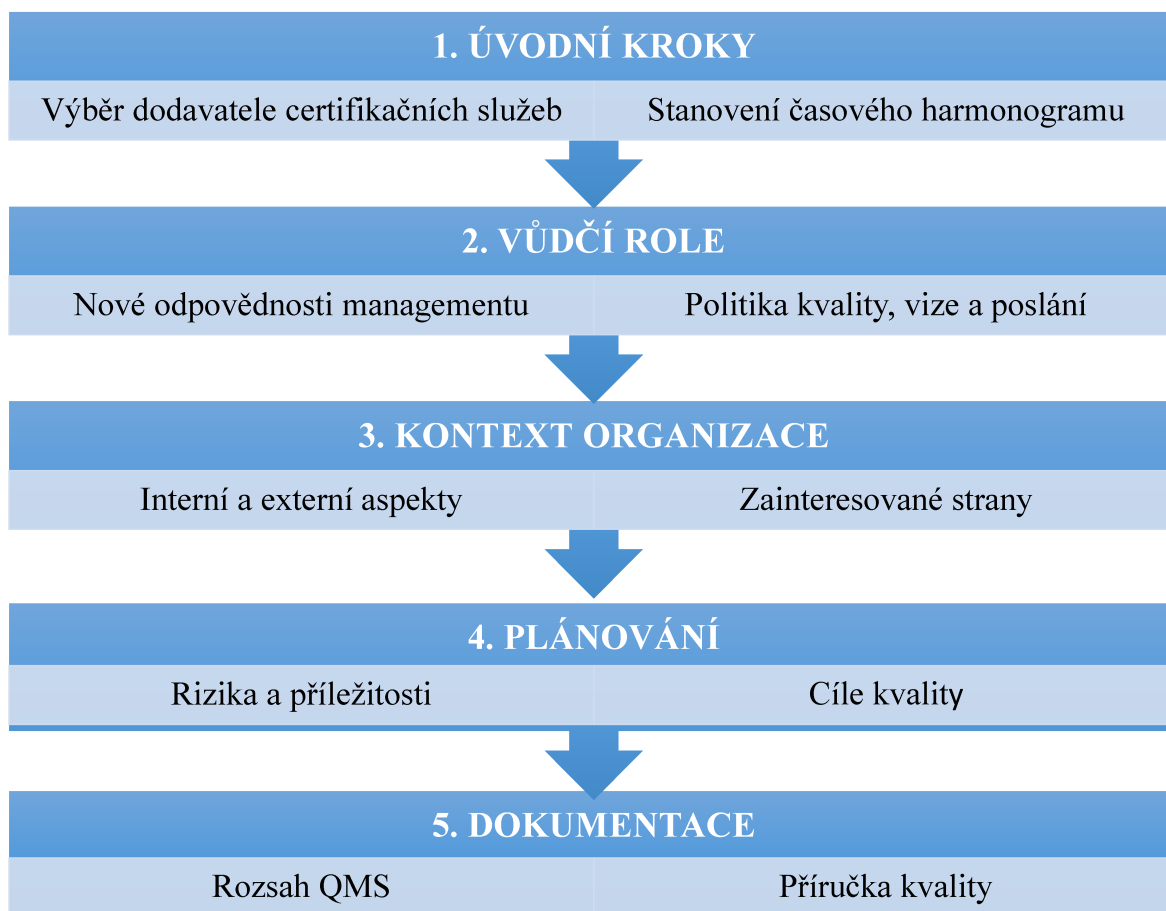 1. ÚVODNÍ KROKY
Výběr dodavatele certifikačních služeb
Stanovení časového harmonogramu
2. VŮDČÍ ROLE
Nové odpovědnosti managementu
Politika kvality, vize a poslání
3. KONTEXT ORGANIZACE
Interní a externí aspekty
Zainteresované strany
4. PLÁNOVÁNÍ
Rizika a příležitosti
Cíle kvality
5. DOKUMENTACE
Rozsah QMS
Příručka kvality